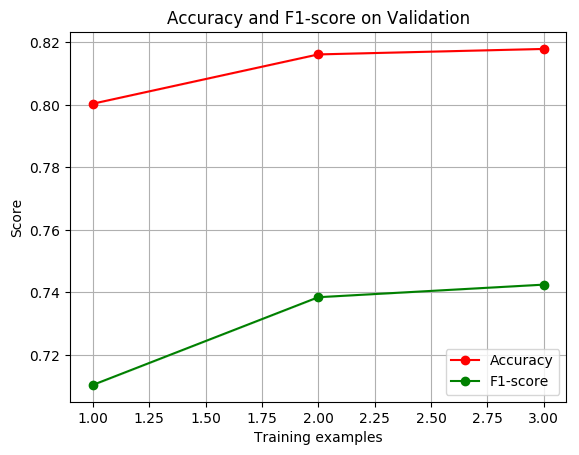 Accuracy and F1-score on Validation
0.82
0.80
0.78
0.76
0.74
0.72
Score
Accuracy
F1-score
1.00 1.25 1.50 1.75 2.00 2.25 2.50 2.75 3.00
Training examples